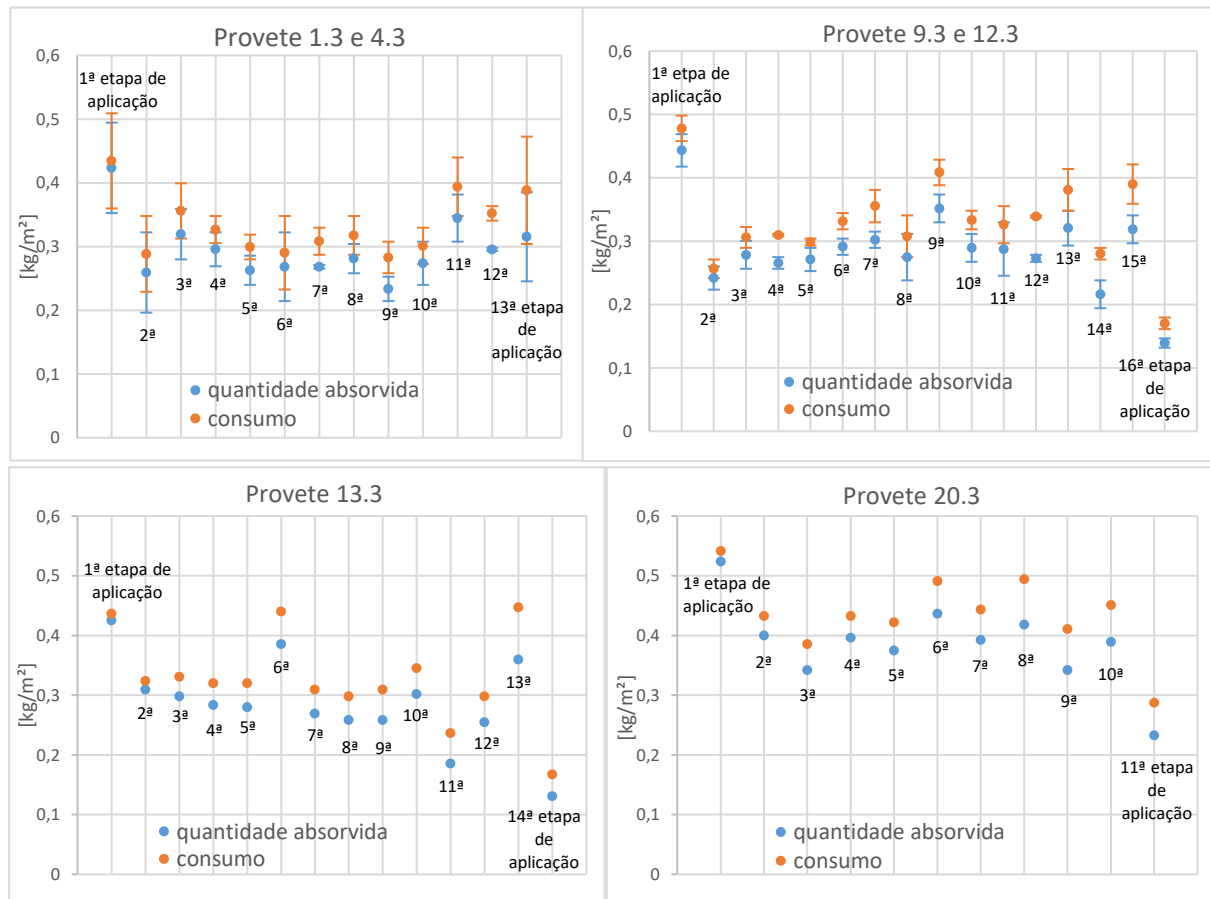 Provete 1.3 e 4.3
[kg/m²]
0,6
0,5
0,4
0,3
0,2
0,1
0
1ª etapa de
aplicação
2ª
3ª
4ª
5ª
6ª
7ª
8ª
9ª
10ª
11ª
12ª
13ª etapa
de
aplicação
quantidade absorvida
consumo
Provete 9.3 e 12.3
0,6
0,5
0,4
0,3
0,2
0,1
0
1ª etpa de
aplicação
2ª
3ª
4ª
5ª
6ª
7ª
8ª
9ª
10ª
11ª
12ª
13ª
14ª
15ª
16ª etapa
de
aplicação
quantidade absorvida
consumo
Provete 13.3
[kg/m²]
0,6
0,5
0,4
0,3
0,2
0,1
0
1ª etapa de
aplicação
2ª
3ª
4ª
5ª
6ª
7ª
8ª
9ª
10ª
11ª
12ª
13ª
14ª etapa
de
aplicação
quantidade absorvida
consumo
Provete 20.3
[kg/m²]
0,6
0,5
0,4
0,3
0,2
0,1
0
1ª etapa de
aplicação
2ª
3ª
4ª
5ª
6ª
7ª
8ª
9ª
10ª
11ª etapa
de
aplicação
quantidade absorvida
consumo